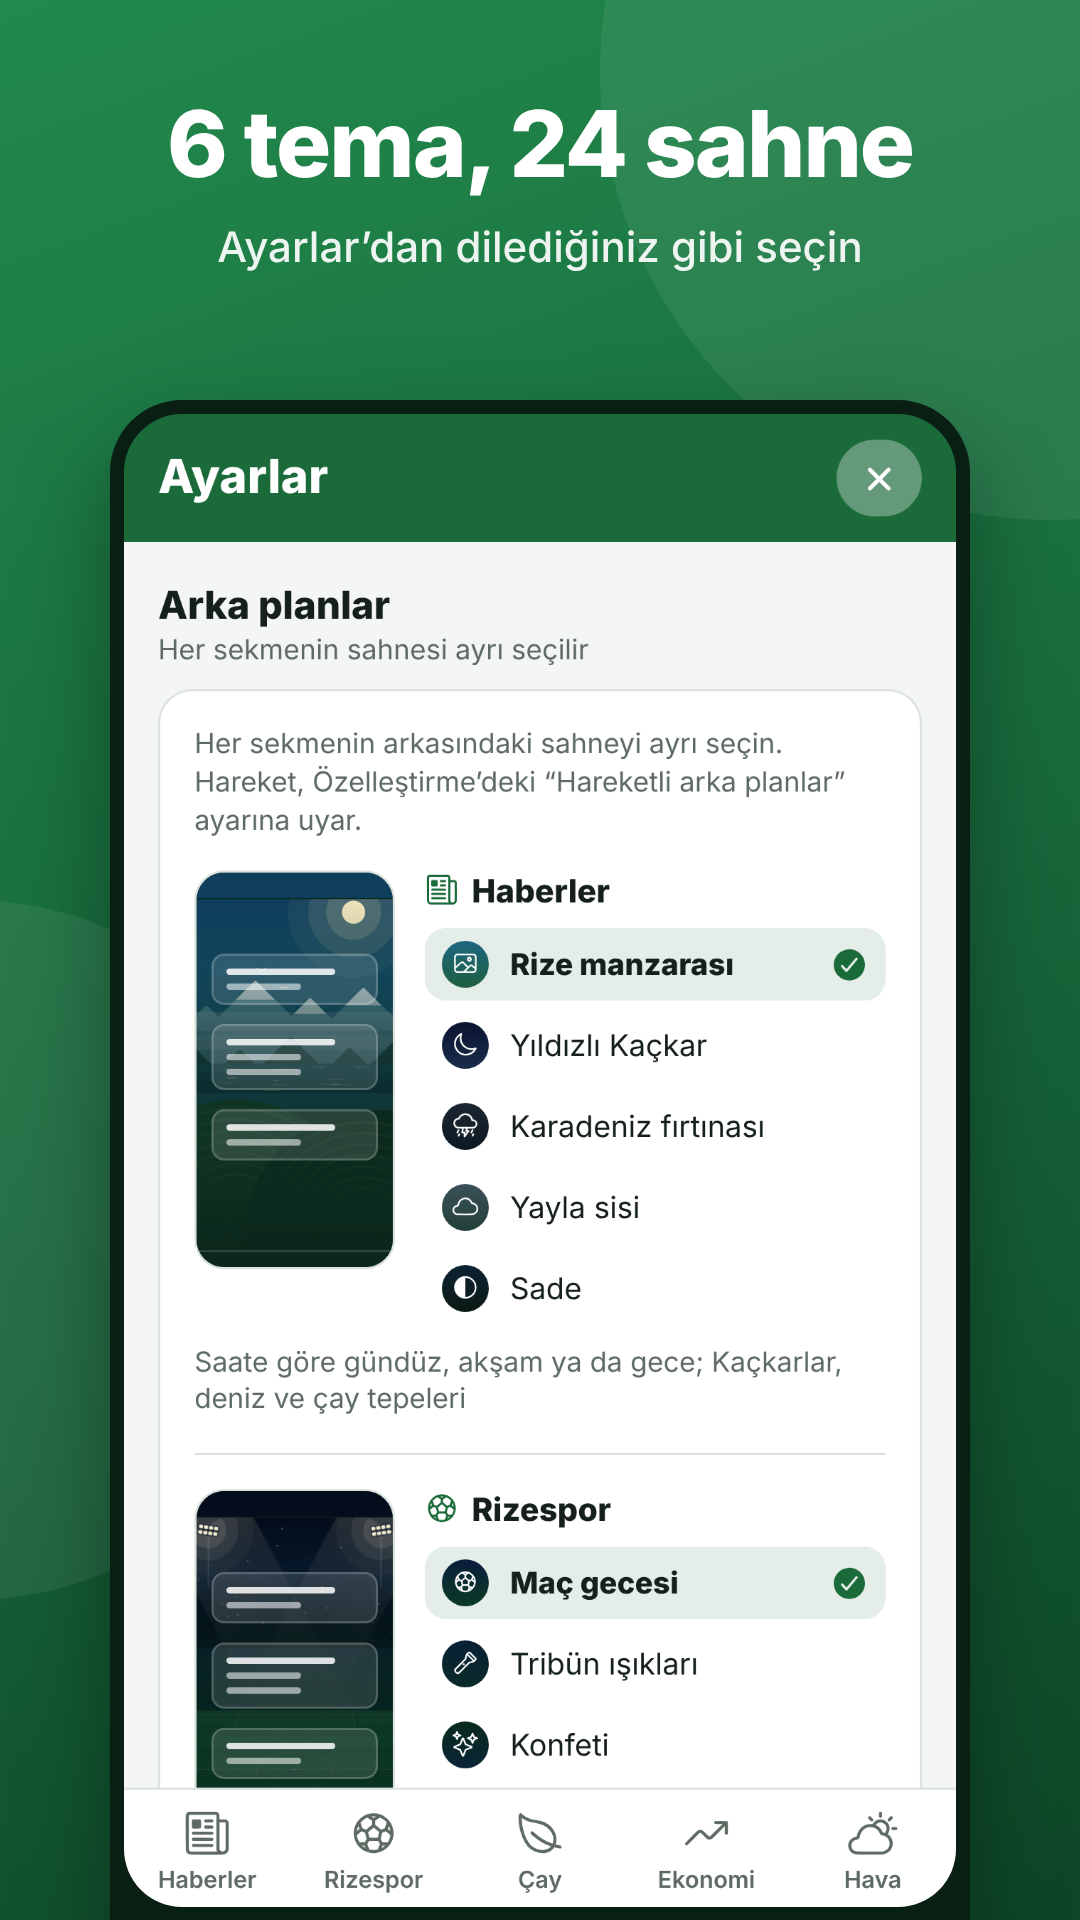 6 tema, 24 sahne
Ayarlar’dan dilediğiniz gibi seçin
Ayarlar
Arka planlar
Her sekmenin sahnesi ayrı seçilir
Her sekmenin arkasındaki sahneyi ayrı seçin.
Hareket, Özelleştirme’deki “Hareketli arka planlar”
ayarına uyar.
Haberler
Rize manzarası
Yıldızlı Kaçkar
Karadeniz fırtınası
Yayla sisi
Sade
Saate göre gündüz, akşam ya da gece; Kaçkarlar,
deniz ve çay tepeleri
Rizespor
Maç gecesi
Tribün ışıkları
Konfeti
Haberler
Rizespor
Çay
Ekonomi
Hava